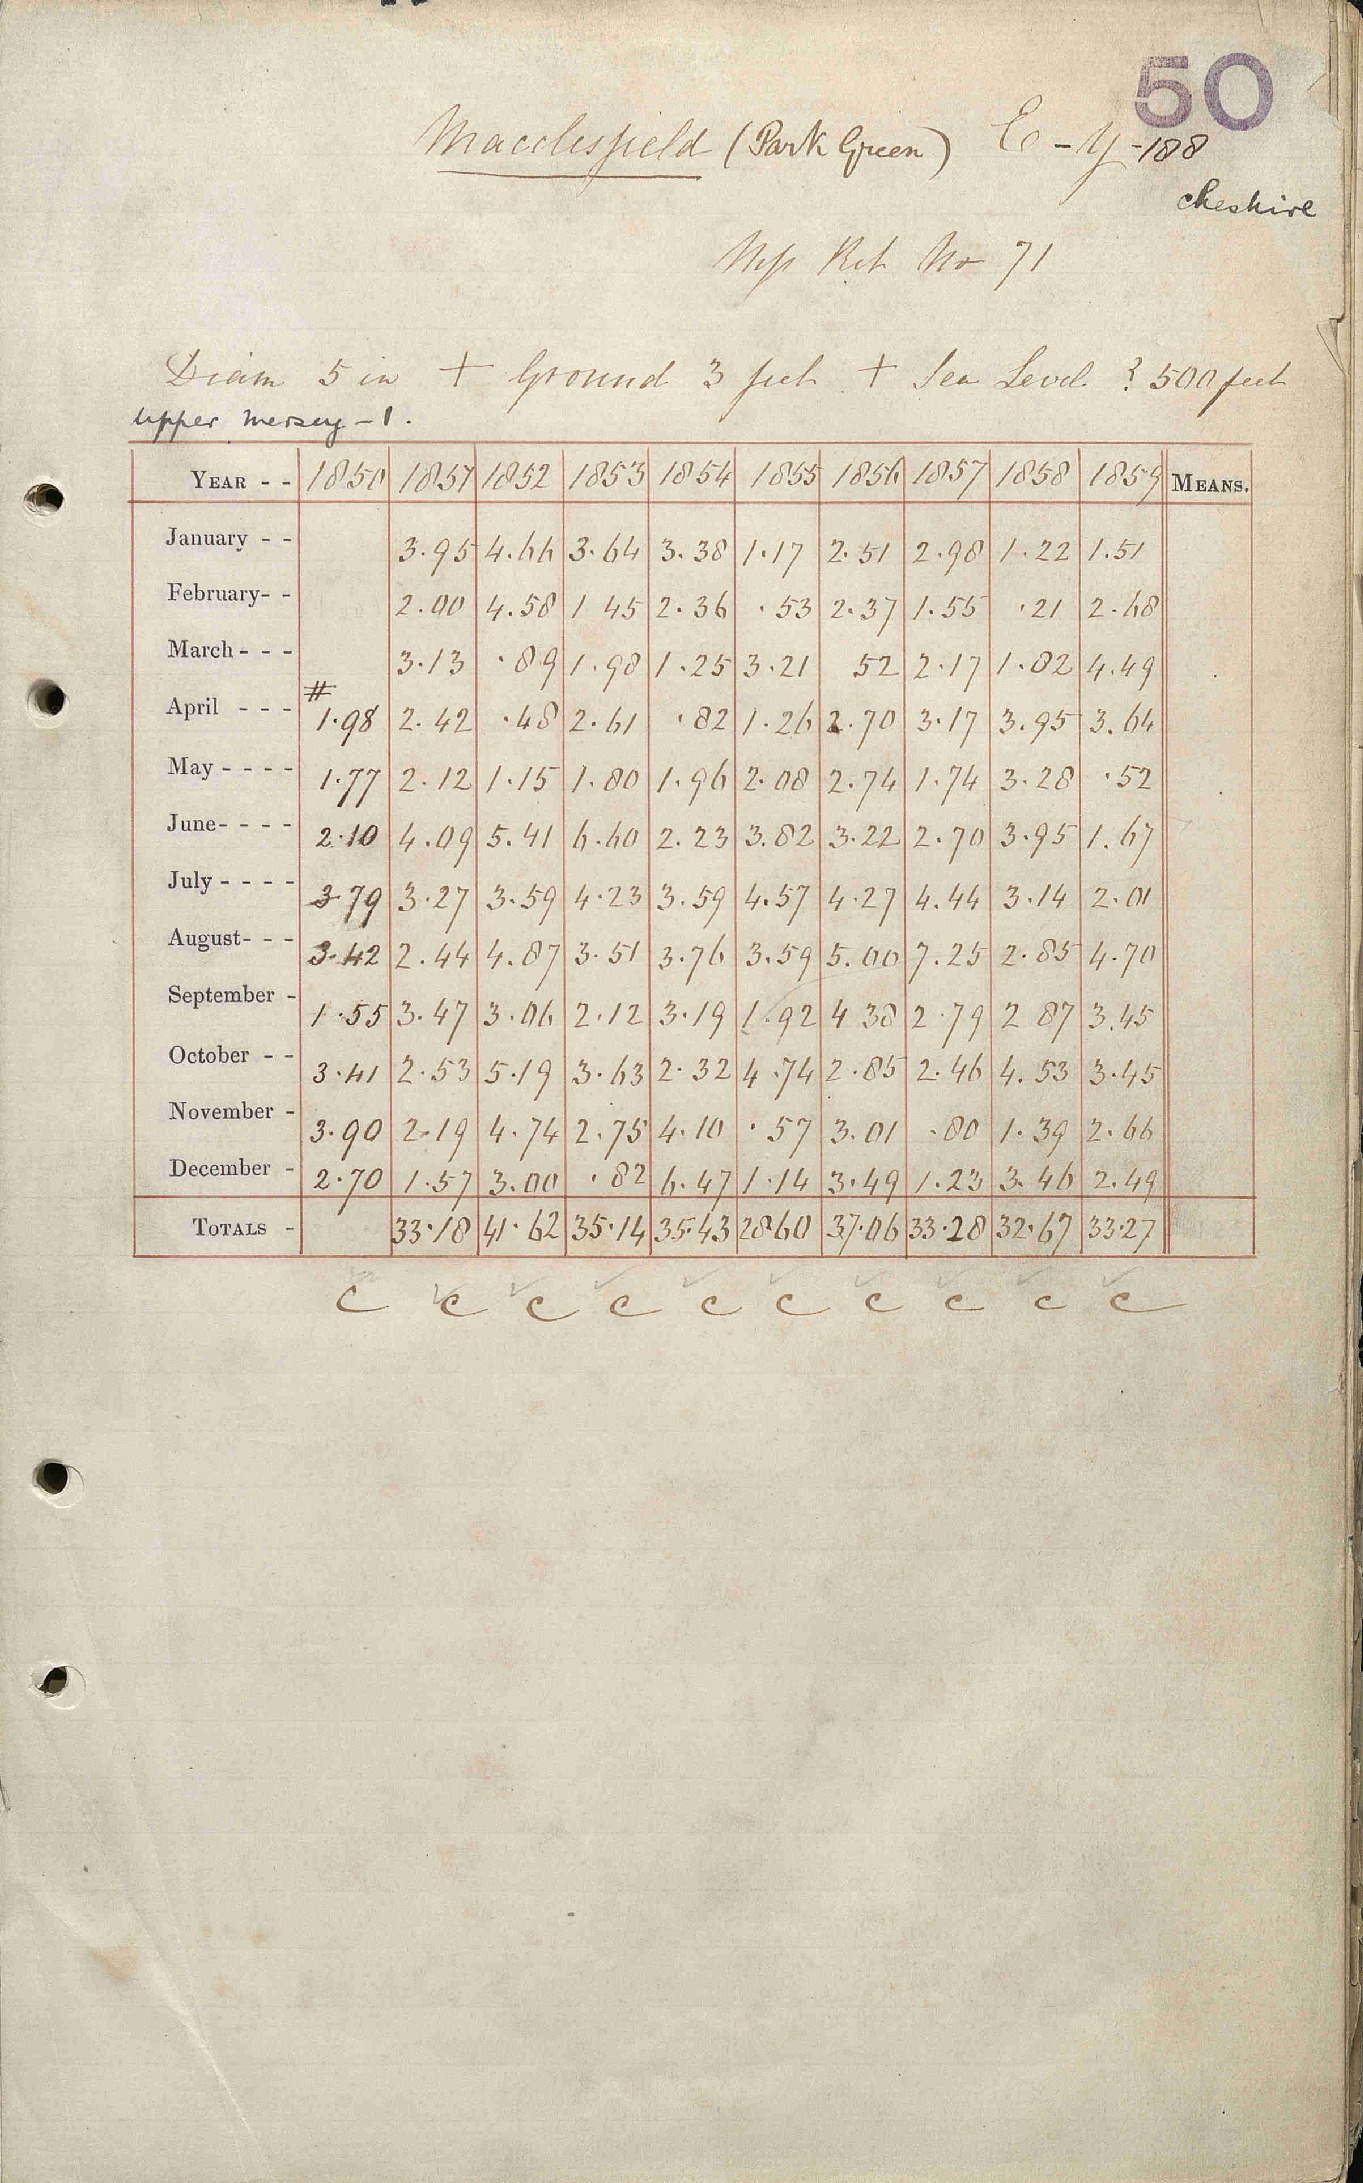 50
Macclesfield (Park Green) E - y - 188
Cheshire
Mss Ret No 71
Diam 5 in + Ground 3 feet + Sea Level ? 500 feet
upper mersey - 1.
YEAR - - 1850 1851 1852 1853 1854 1855 1856 1857 1858 1859 MEANS.
January - - 3.95 4.66 3.64 3.38 1.17 2.51 2.98 1.22 1.51
February- - 2.00 4.58 1 45 2.36 .53 2.37 1.55 .21 2.68
March - - - 3.13 .89 1.98 1.25 3.21 52 2.17 1.02 4.49
#
April - - - 1.98 2.42 .48 2.61 .82 1.26 2.70 3.17 3.95 3.64
May - - - - 1.77 2.12 1.15 1.80 1.96 2.08 2.74 1.74 3.28 .52
June- - - - 2.10 4.09 5.41 6.60 2.23 3.82 3.22 2.70 3.95 1.67
July - - - - 3.79 3.27 3.59 4.23 3.59 4.57 4.27 4.44 3.14 2.01
August- - - 3.42 2.44 4.87 3.51 3.76 3.59 5.00 7.25 2.85 4.70
September - 1.55 3.47 3.06 2.12 3.19 1.92 4 38 2.79 2 87 3.45
October - - 3.41 2.53 5.19 3.63 2.32 4.74 2.85 2.46 4.53 3.45
November - 3.90 2.19 4.74 2.75 4.10 .57 3.01 .80 1.39 2.66
December - 2.70 1.57 3.00 .82 6.47 1.14 3.49 1.23 3.46 2.49
TOTALS - 33.18 41.62 35.14 35.43 28.60 37.06 33.28 32.67 33.27
C C C C C C C C C C